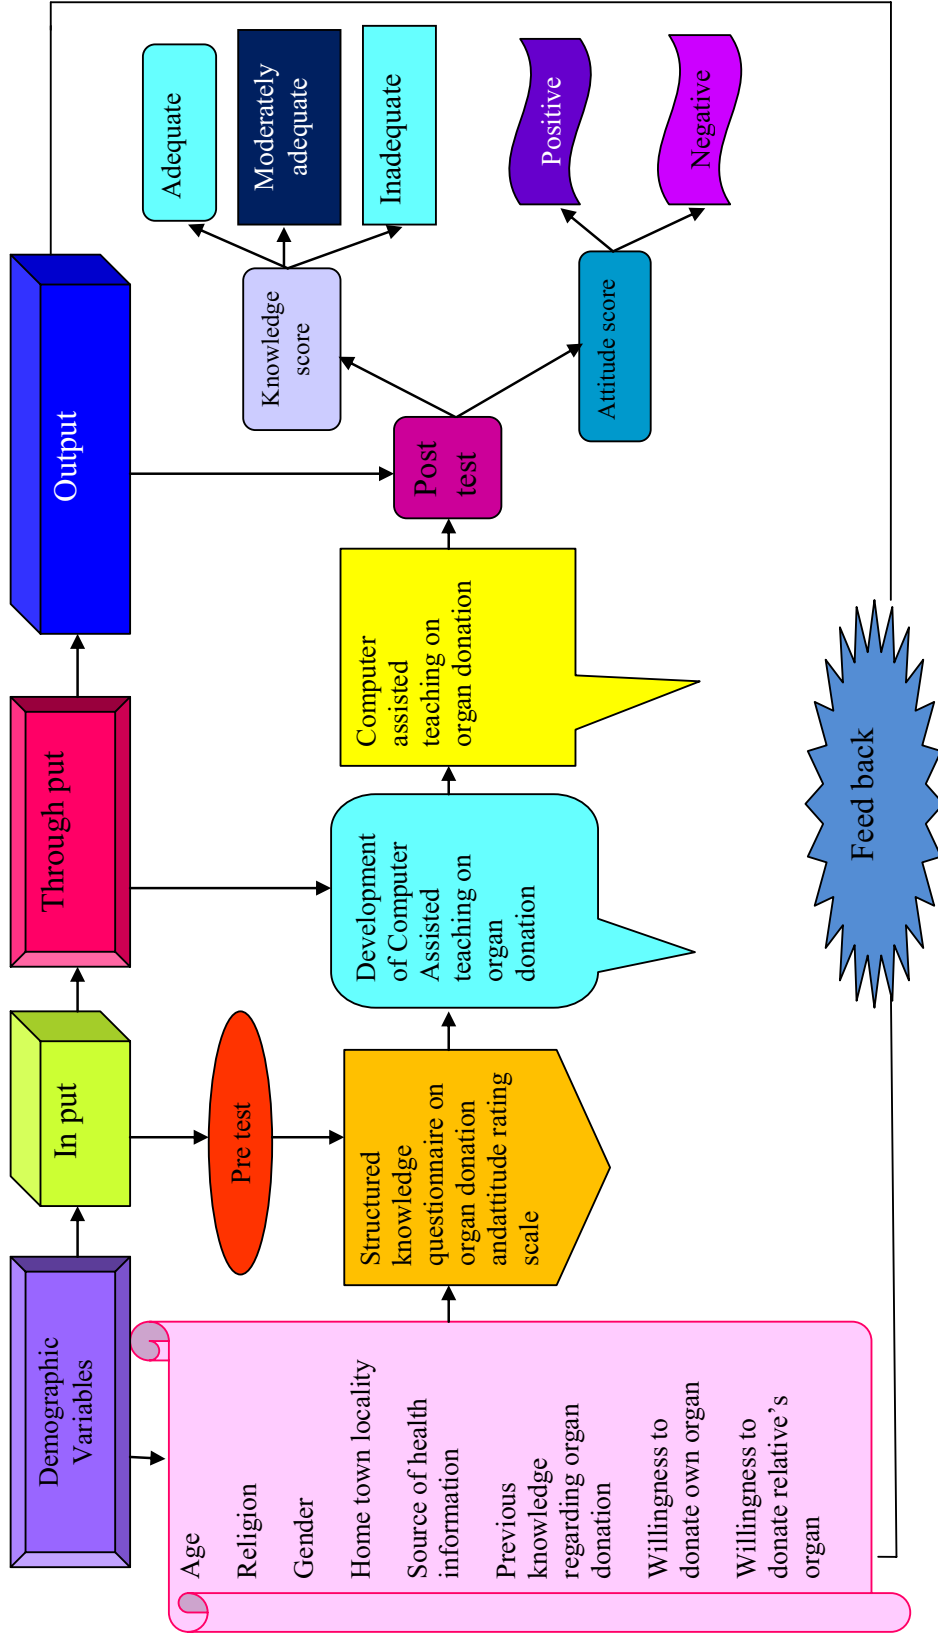 Demographic
Variables
In put
Through put
Output
Age
Religion
Gender
Home town locality
Source of health
information
Previous
knowledge
regarding organ
donation
Willingness to
donate own organ
Willingness to
donate relative’s
organ
Pre test
Structured
knowledge
questionnaire on
organ donation
andattitude rating
scale
Development
of Computer
Assisted
teaching on
organ
donation
Computer
assisted
teaching on
organ donation
Post
test
Knowledge
score
Attitude score
Adequate
Moderately
adequate
Inadequate
Positive
Negative
Feed back